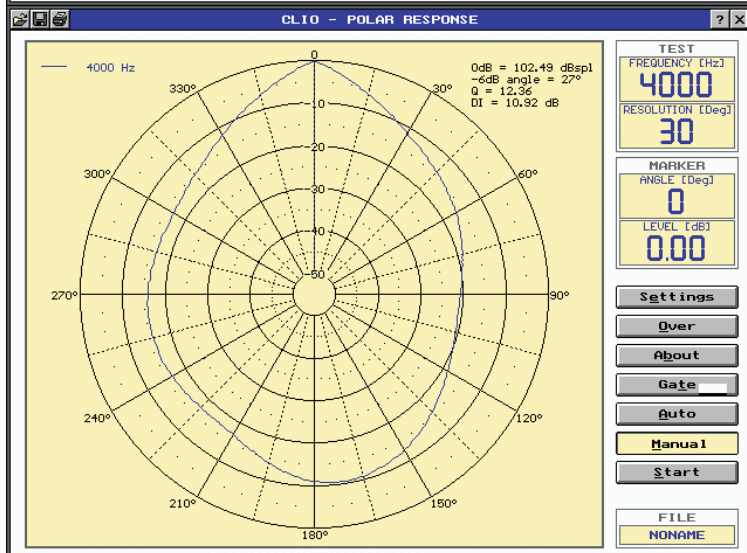 CLIO - POLAR RESPONSE
? X
4000 Hz
0dB = 102.49 dBspl
-6dB angle = 27°
Q = 12.36
DI = 10.92 dB
0
330°
30°
-10
-20
300°
60°
-30
-40
-50
270°
90°
240°
120°
210°
150°
180°
TEST
FREQUENCY [Hz]
4000
RESOLUTION [Deg]
30
MARKER
ANGLE [Deg]
0
LEVEL [dB]
0.00
Settings
Over
About
Gate
Auto
Manual
Start
FILE
NONAME